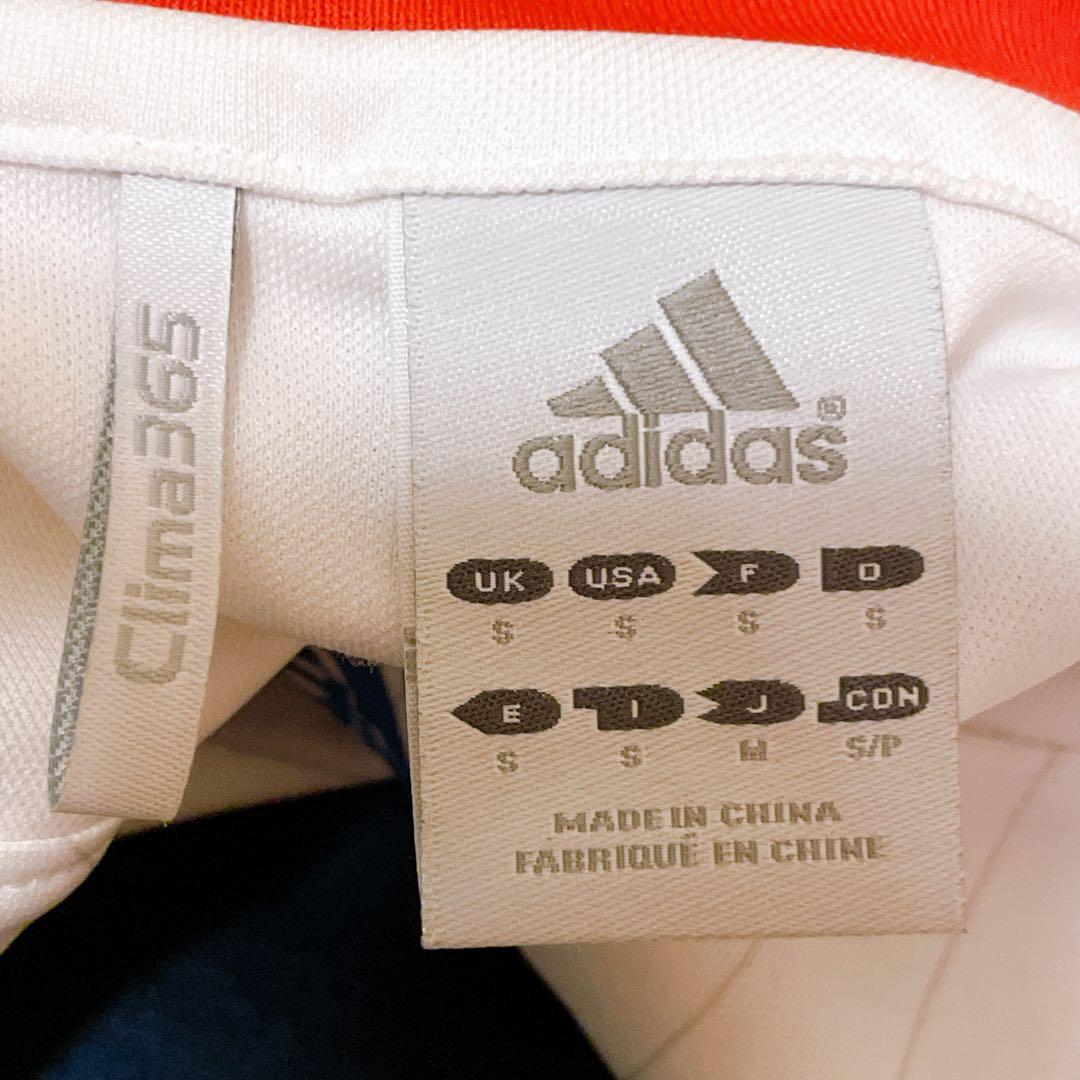 Clima365
adidas®
UK USA F D
S S S S
E I J CDN
S S M S/P
MADE IN CHINA
FABRIQUÉ EN CHINE